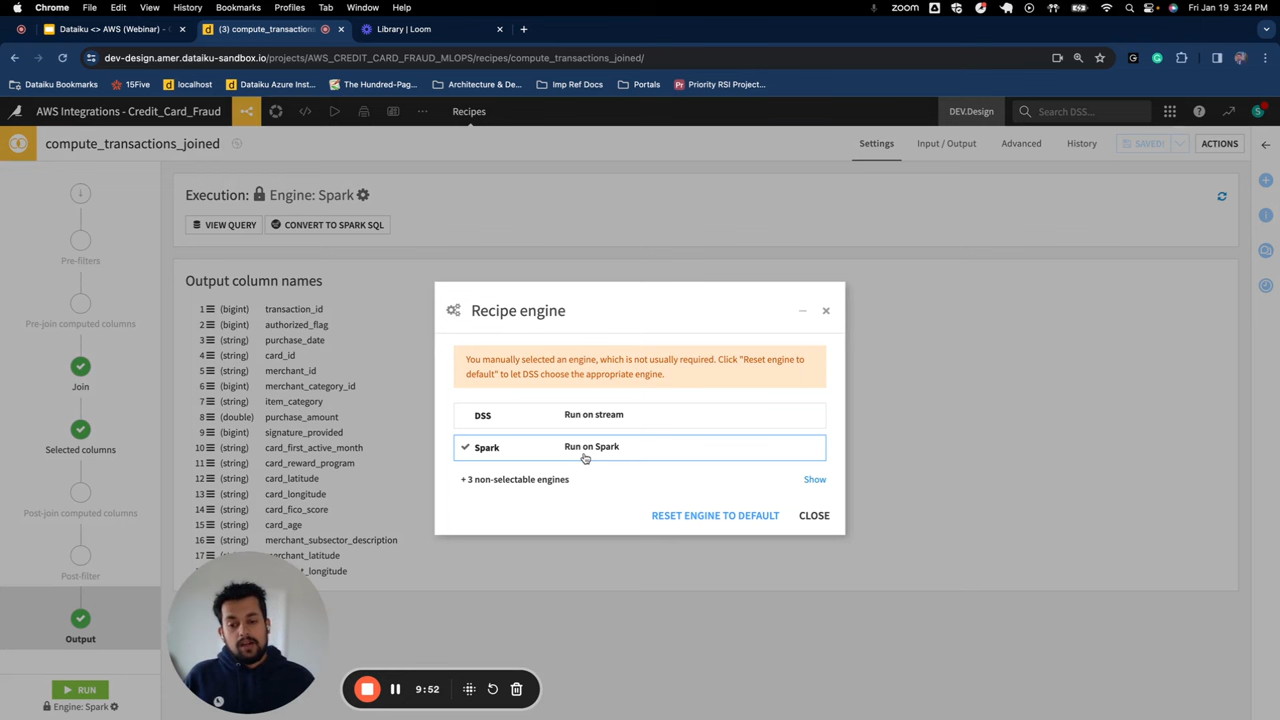 Chrome File Edit View History Bookmarks Profiles Tab Window Help
zoom Fri Jan 19 3:24 PM
Dataiku <> AWS (Webinar) -
(3) compute_transactions
Library | Loom
dev-design.amer.dataiku-sandbox.io/projects/AWS_CREDIT_CARD_FRAUD_MLOPS/recipes/compute_transactions_joined/
Dataiku Bookmarks 15Five localhost Dataiku Azure Inst... The Hundred-Pag... Architecture & De... Imp Ref Docs Portals Priority RSI Projec...
AWS Integrations - Credit_Card_Fraud Recipes DEV.Design Search DSS...
compute_transactions_joined Settings Input / Output Advanced History SAVED! ACTIONS
Execution: Engine: Spark
VIEW QUERY CONVERT TO SPARK SQL
Pre-filters
Pre-join computed columns
Join
Selected columns
Post-join computed columns
Post-filter
Output
RUN
Engine: Spark
Output column names
1 (bigint) transaction_id
2 (bigint) authorized_flag
3 (string) purchase_date
4 (string) card_id
5 (string) merchant_id
6 (bigint) merchant_category_id
7 (string) item_category
8 (double) purchase_amount
9 (bigint) signature_provided
10 (string) card_first_active_month
11 (string) card_reward_program
12 (string) card_latitude
13 (string) card_longitude
14 (string) card_fico_score
15 (string) card_age
16 (string) merchant_subsector_description
17 merchant_latitude
longitude
Recipe engine
You manually selected an engine, which is not usually required. Click "Reset engine to
default" to let DSS choose the appropriate engine.
DSS Run on stream
Spark Run on Spark
+ 3 non-selectable engines Show
RESET ENGINE TO DEFAULT CLOSE
9:52